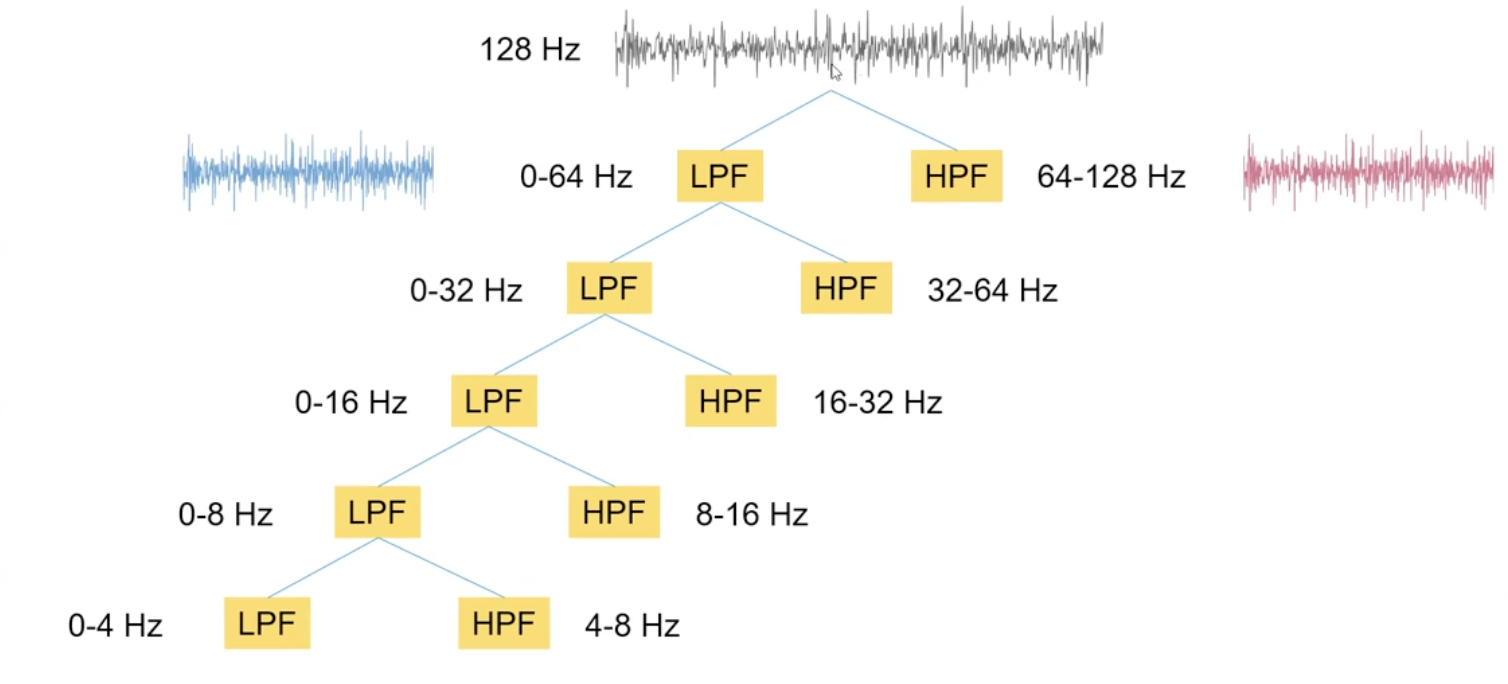 128 Hz
0-64 Hz LPF HPF 64-128 Hz
0-32 Hz LPF HPF 32-64 Hz
0-16 Hz LPF HPF 16-32 Hz
0-8 Hz LPF HPF 8-16 Hz
0-4 Hz LPF HPF 4-8 Hz